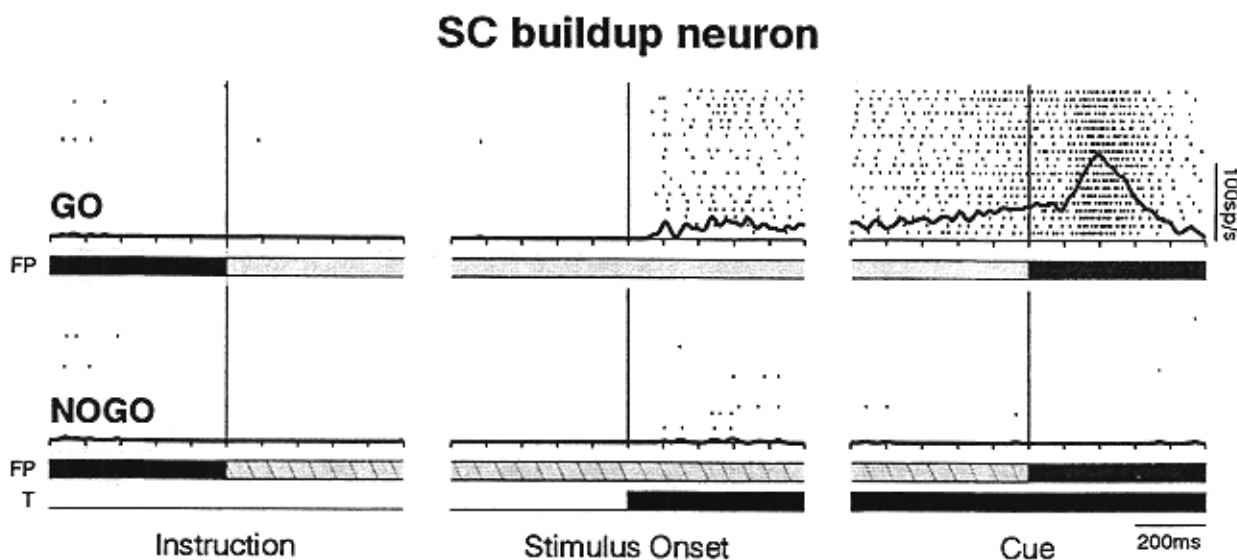 SC buildup neuron
GO
100sp/s
FP
NOGO
FP
T
Instruction
Stimulus Onset
Cue
200ms